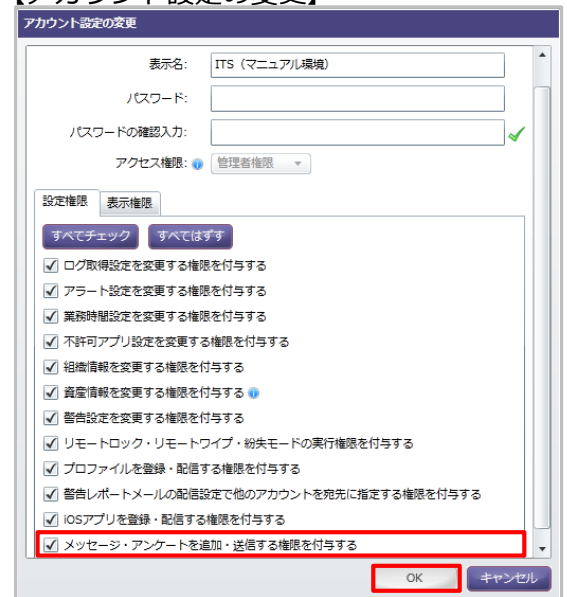 【アカウント設定の変更】
アカウント設定の変更
表示名: ITS（マニュアル環境）
パスワード:
パスワードの確認入力:
アクセス権限: 管理者権限
設定権限 表示権限
すべてチェック すべてはずす
ログ取得設定を変更する権限を付与する
アラート設定を変更する権限を付与する
業務時間設定を変更する権限を付与する
不許可アプリ設定を変更する権限を付与する
組織情報を変更する権限を付与する
資産情報を変更する権限を付与する
警告設定を変更する権限を付与する
リモートロック・リモートワイプ・紛失モードの実行権限を付与する
プロファイルを登録・配信する権限を付与する
警告レポートメールの配信設定で他のアカウントを宛先に指定する権限を付与する
iOSアプリを登録・配信する権限を付与する
メッセージ・アンケートを追加・送信する権限を付与する
OK キャンセル